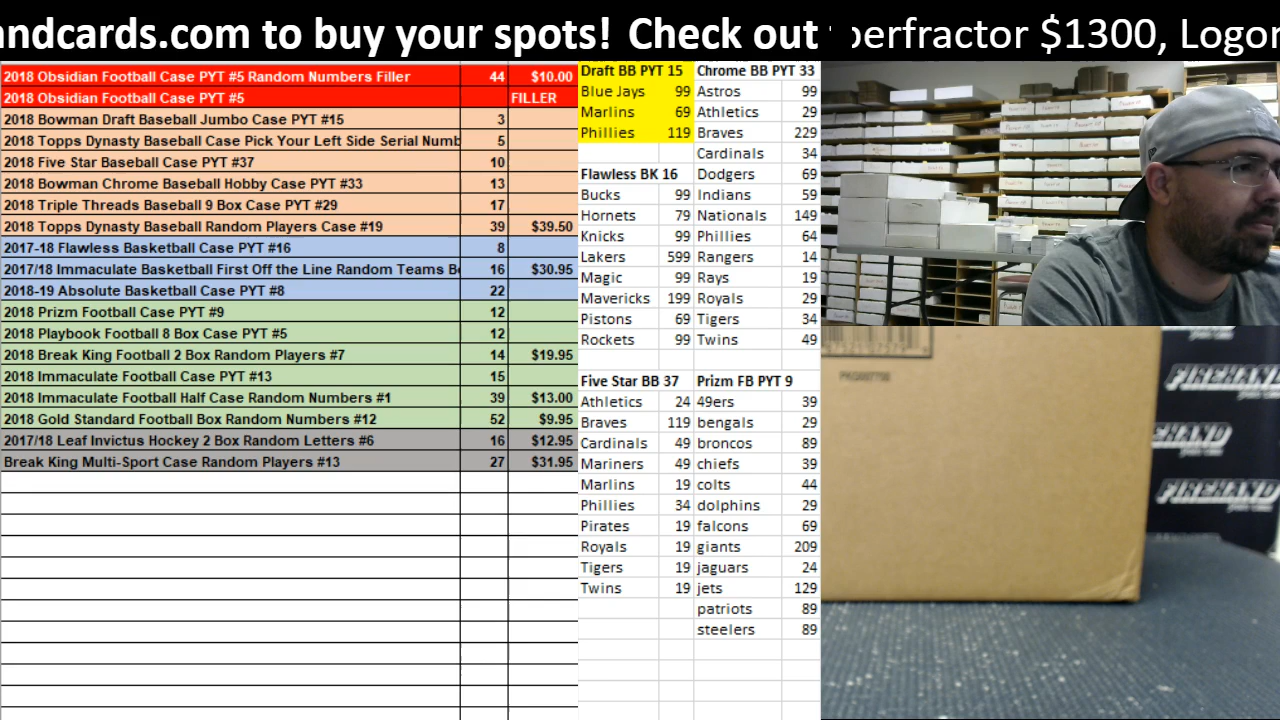 andcards.com to buy your spots! Check out
perfractor $1300, Logor
2018 Obsidian Football Case PYT #5 Random Numbers Filler 44 $10.00
2018 Obsidian Football Case PYT #5 FILLER
2018 Bowman Draft Baseball Jumbo Case PYT #15 3
2018 Topps Dynasty Baseball Case Pick Your Left Side Serial Numb 5
2018 Five Star Baseball Case PYT #37 10
2018 Bowman Chrome Baseball Hobby Case PYT #33 13
2018 Triple Threads Baseball 9 Box Case PYT #29 17
2018 Topps Dynasty Baseball Random Players Case #19 39 $39.50
2017-18 Flawless Basketball Case PYT #16 8
2017/18 Immaculate Basketball First Off the Line Random Teams Bo 16 $30.95
2018-19 Absolute Basketball Case PYT #8 22
2018 Prizm Football Case PYT #9 12
2018 Playbook Football 8 Box Case PYT #5 12
2018 Break King Football 2 Box Random Players #7 14 $19.95
2018 Immaculate Football Case PYT #13 15
2018 Immaculate Football Half Case Random Numbers #1 39 $13.00
2018 Gold Standard Football Box Random Numbers #12 52 $9.95
2017/18 Leaf Invictus Hockey 2 Box Random Letters #6 16 $12.95
Break King Multi-Sport Case Random Players #13 27 $31.95
Draft BB PYT 15
Blue Jays 99
Marlins 69
Phillies 119
Flawless BK 16
Bucks 99
Hornets 79
Knicks 99
Lakers 599
Magic 99
Mavericks 199
Pistons 69
Rockets 99
Five Star BB 37
Athletics 24
Braves 119
Cardinals 49
Mariners 49
Marlins 19
Phillies 34
Pirates 19
Royals 19
Tigers 19
Twins 19
Chrome BB PYT 33
Astros 99
Athletics 29
Braves 229
Cardinals 34
Dodgers 69
Indians 59
Nationals 149
Phillies 64
Rangers 14
Rays 19
Royals 29
Tigers 34
Twins 49
Prizm FB PYT 9
49ers 39
bengals 29
broncos 89
chiefs 39
colts 44
dolphins 29
falcons 69
giants 209
jaguars 24
jets 129
patriots 89
steelers 89
FIREHAND
FIREHAND
FIREHAND